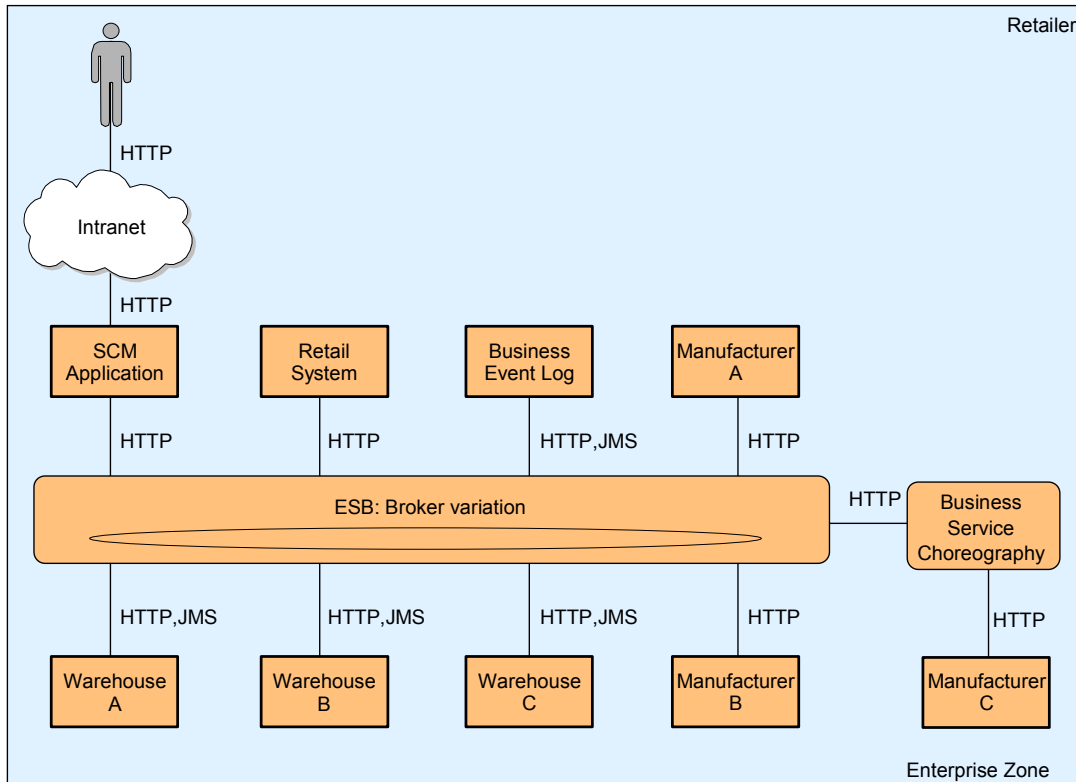 Retailer
HTTP
Intranet
HTTP
SCM
Application
Retail
System
Business
Event Log
Manufacturer
A
HTTP
HTTP
HTTP,JMS
HTTP
ESB: Broker variation
HTTP
Business
Service
Choreography
HTTP,JMS
HTTP,JMS
HTTP,JMS
HTTP
HTTP
Warehouse
A
Warehouse
B
Warehouse
C
Manufacturer
B
Manufacturer
C
Enterprise Zone